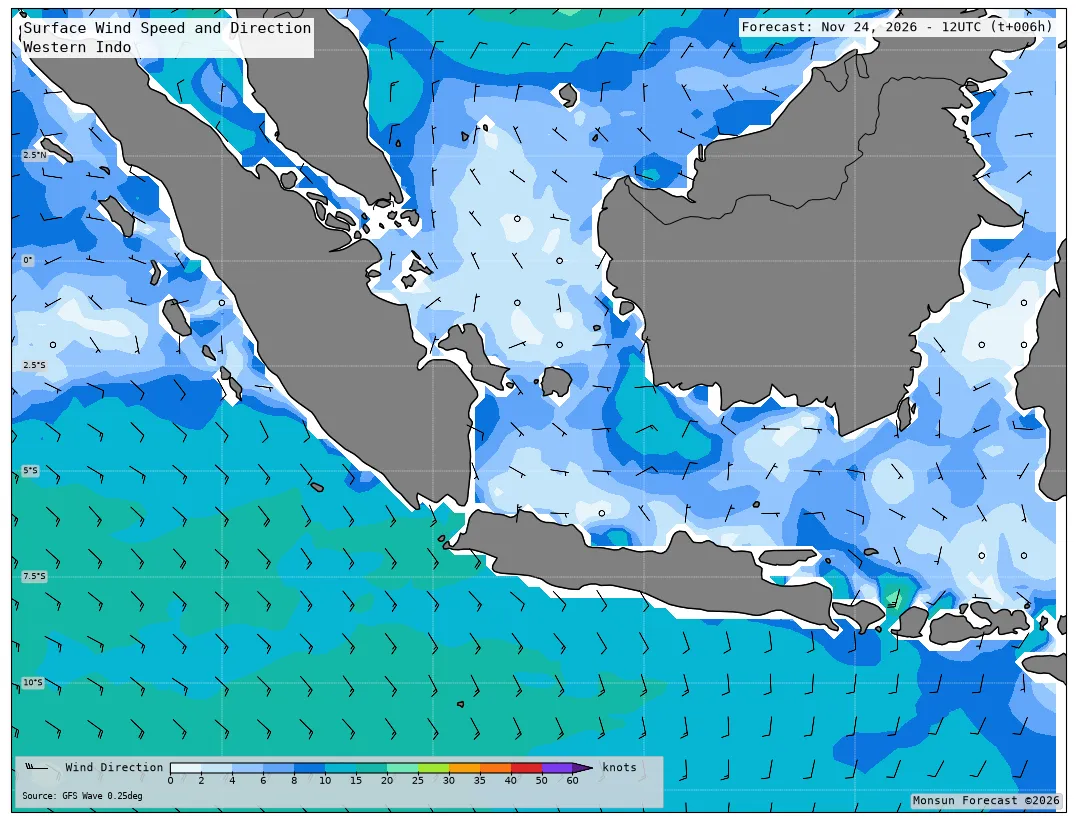 Surface Wind Speed and Direction
Western Indo
Forecast: Nov 24, 2026 - 12UTC (t+006h)
2.5°N
0°
2.5°S
5°S
7.5°S
10°S
Wind Direction
0 2 4 6 8 10 15 20 25 30 35 40 50 60
knots
Source: GFS Wave 0.25deg
Monsun Forecast ©2026